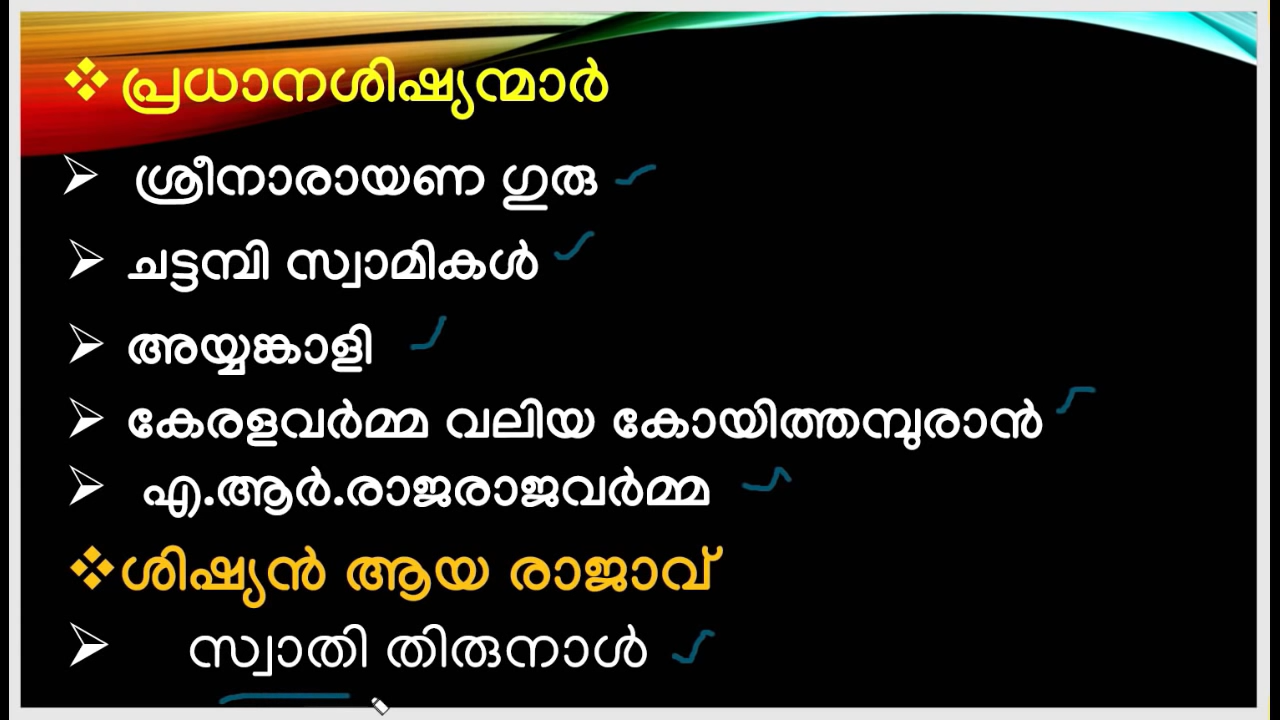 പ്രധാനശിഷ്യന്മാർ
ശ്രീനാരായണ ഗുരു
ചട്ടമ്പി സ്വാമികൾ
അയ്യങ്കാളി
കേരളവർമ്മ വലിയ കോയിത്തമ്പുരാൻ
എ.ആർ.രാജരാജവർമ്മ
ശിഷ്യൻ ആയ രാജാവ്
സ്വാതി തിരുനാൾ